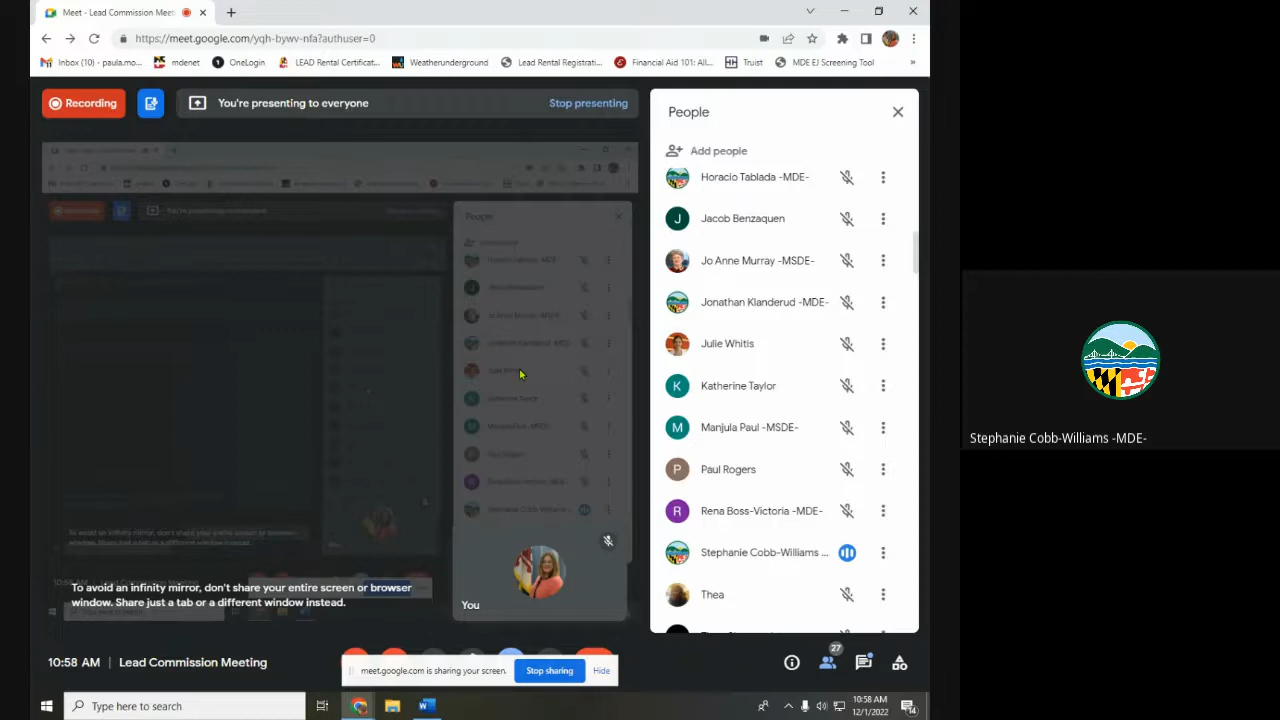 Meet - Lead Commission Mee
https://meet.google.com/yqh-bywv-nfa?authuser=0
Inbox (10) - paula.mo...
mdenet
OneLogin
LEAD Rental Certificat...
Weatherunderground
Lead Rental Registrati...
Financial Aid 101: All...
Truist
MDE EJ Screening Tool
»
Recording
You're presenting to everyone
Stop presenting
People
Add people
Horacio Tablada -MDE-
J
Jacob Benzaquen
Jo Anne Murray -MSDE-
Jonathan Klanderud -MDE-
Julie Whitis
K
Katherine Taylor
M
Manjula Paul -MSDE-
P
Paul Rogers
R
Rena Boss-Victoria -MDE-
Stephanie Cobb-Williams ...
Thea
People
You
To avoid an infinity mirror, don't share your entire screen or browser
window. Share just a tab or a different window instead.
10:58 AM | Lead Commission Meeting
meet.google.com is sharing your screen.
Stop sharing
Hide
27
Type here to search
10:58 AM
12/1/2022
14
Stephanie Cobb-Williams -MDE-